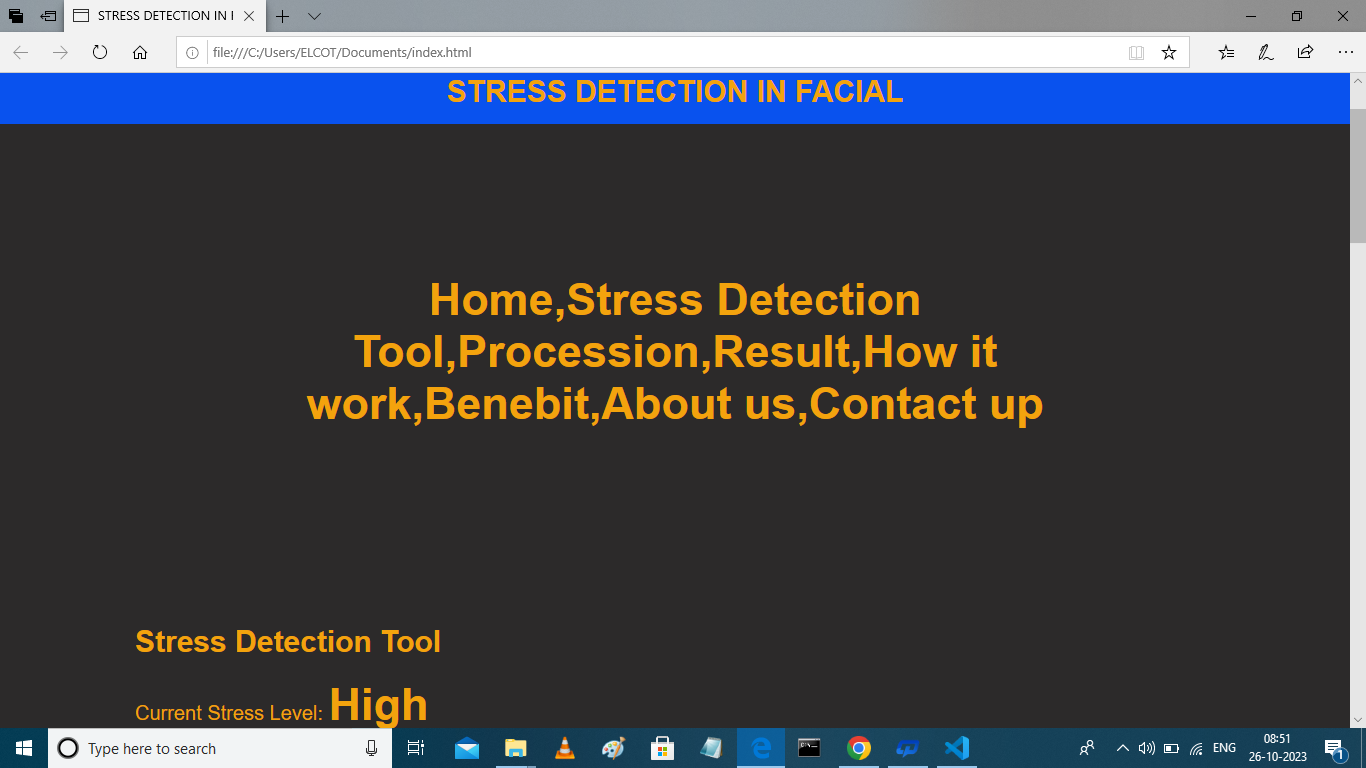 STRESS DETECTION IN F
file:///C:/Users/ELCOT/Documents/index.html
STRESS DETECTION IN FACIAL
Home,Stress Detection
Tool,Procession,Result,How it
work,Benebit,About us,Contact up
Stress Detection Tool
Current Stress Level: High
Type here to search
ENG
08:51
26-10-2023
1